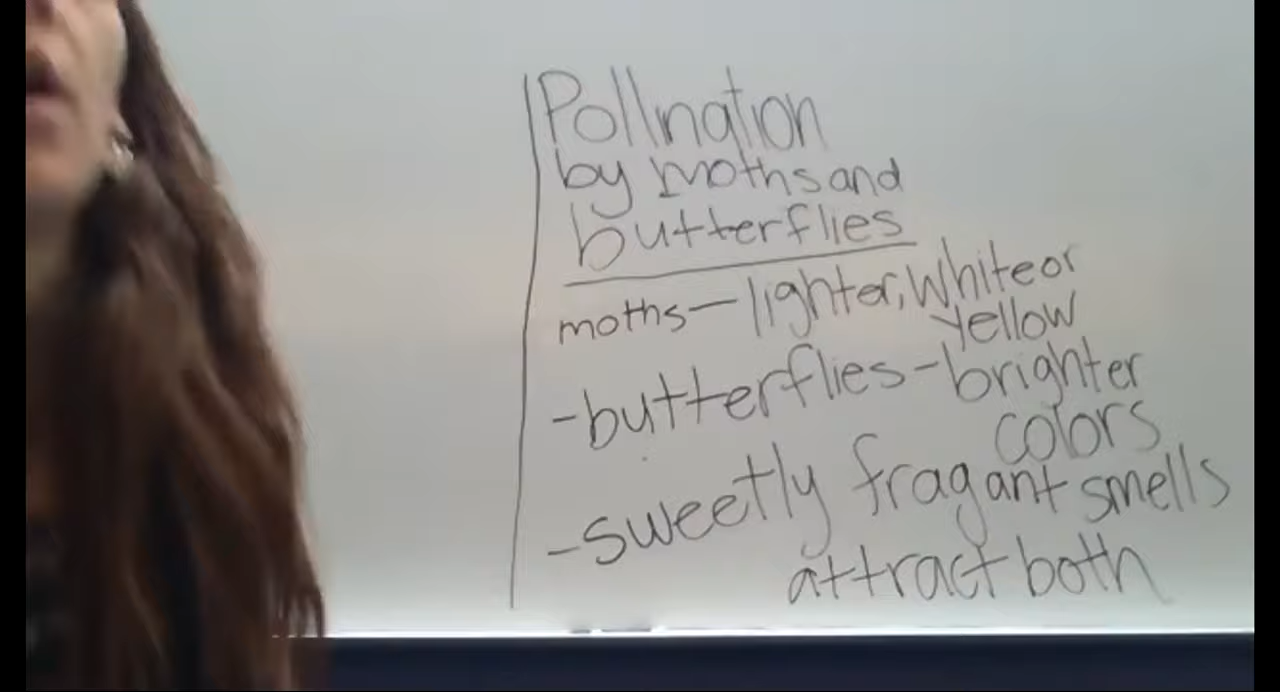 Pollination
by moths and
butterflies
moths—lighter, white or
yellow
-butterflies-brighter
colors
-sweetly fragant smells
attract both